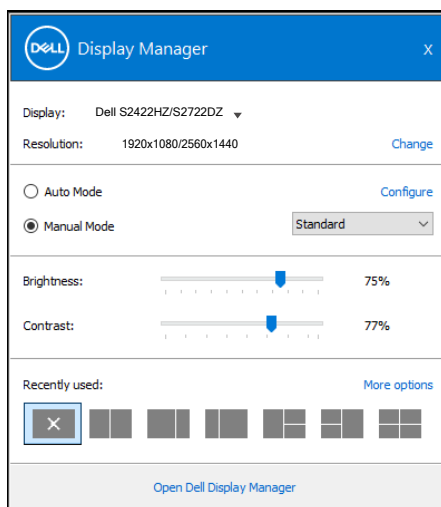 DELL Display Manager X
Display: Dell S2422HZ/S2722DZ
Resolution: 1920x1080/2560x1440 Change
Auto Mode Configure
Manual Mode Standard
Brightness: 75%
Contrast: 77%
Recently used: More options
Open Dell Display Manager